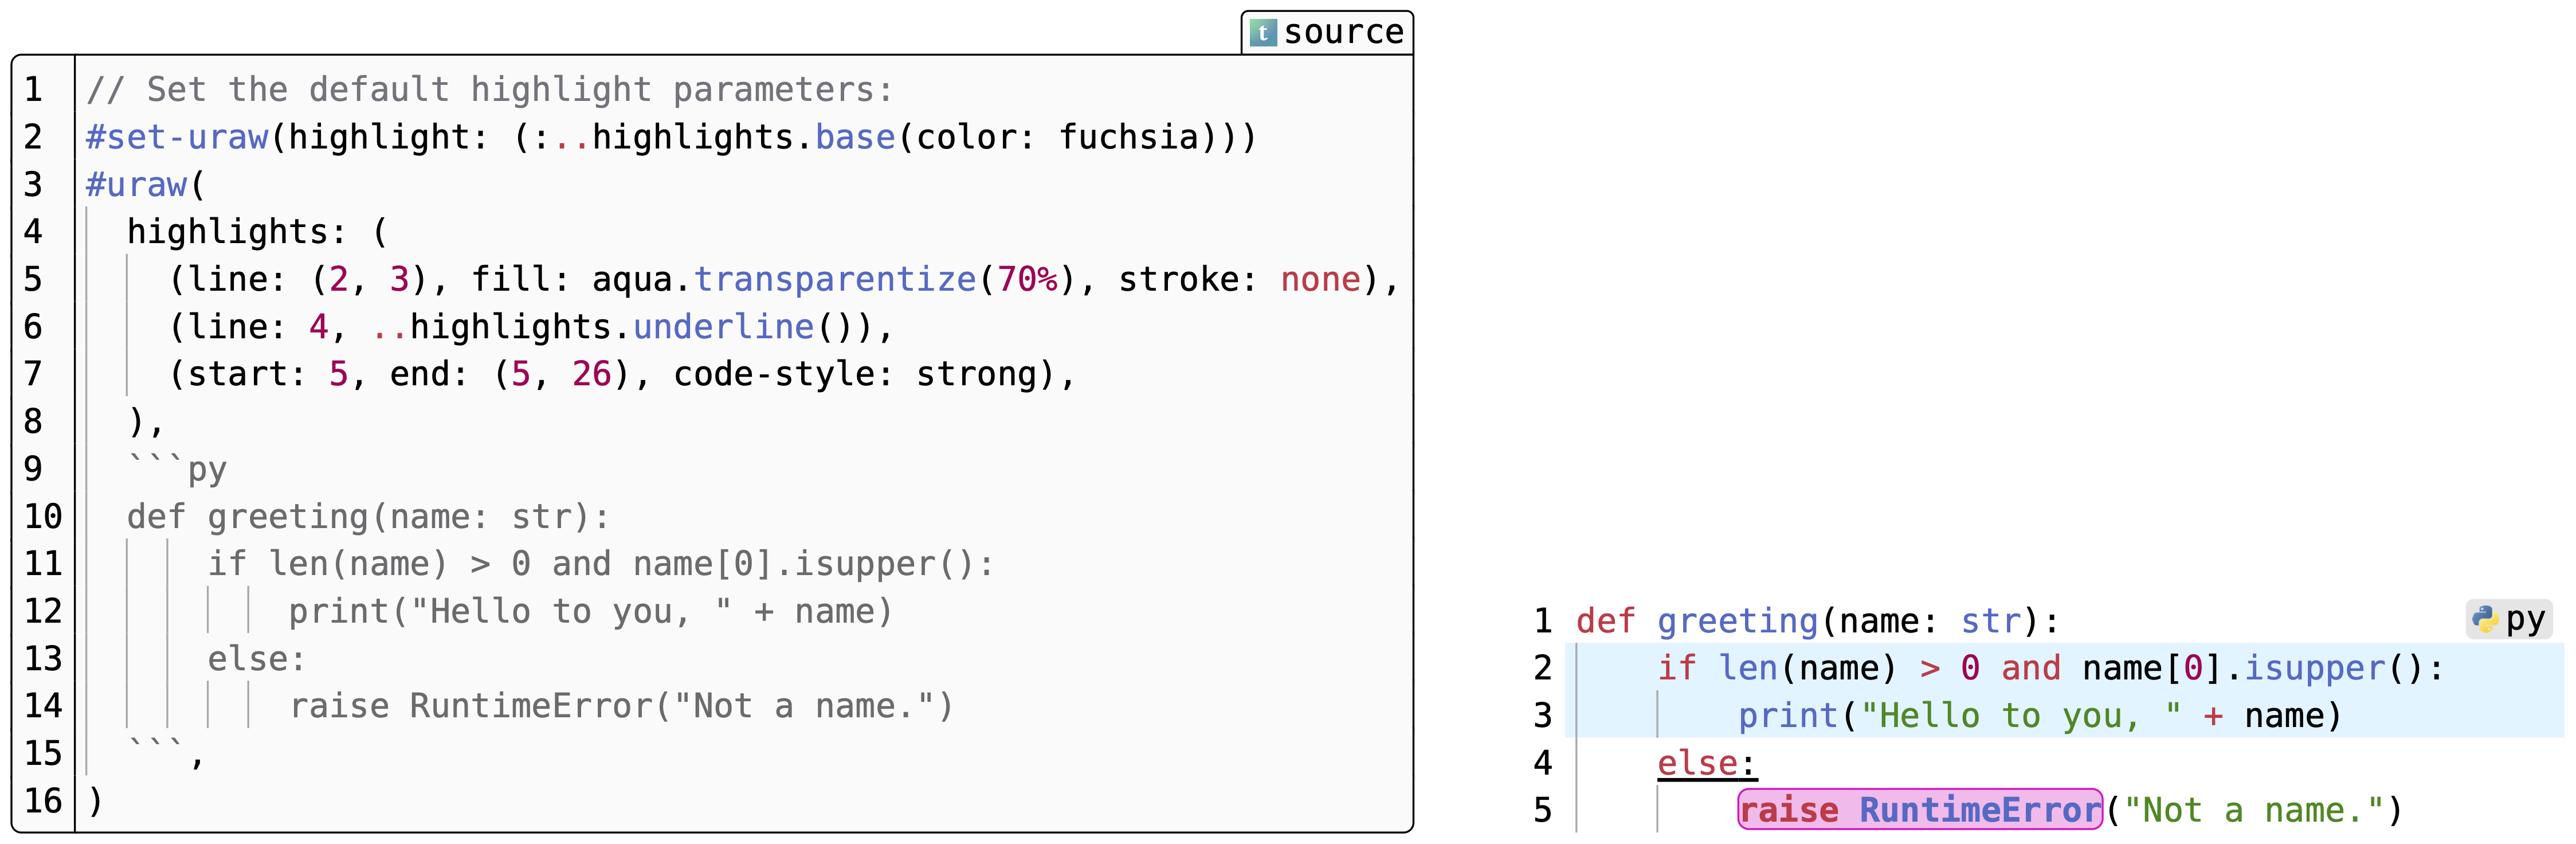 t source
1 // Set the default highlight parameters:
2 #set-uraw(highlight: (:..highlights.base(color: fuchsia)))
3 #uraw(
4   highlights: (
5     (line: (2, 3), fill: aqua.transparentize(70%), stroke: none),
6     (line: 4, ..highlights.underline()),
7     (start: 5, end: (5, 26), code-style: strong),
8   ),
9   ```py
10   def greeting(name: str):
11       if len(name) > 0 and name[0].isupper():
12           print("Hello to you, " + name)
13       else:
14           raise RuntimeError("Not a name.")
15   ```,
16 )
py
1 def greeting(name: str):
2     if len(name) > 0 and name[0].isupper():
3         print("Hello to you, " + name)
4     else:
5         raise RuntimeError("Not a name.")